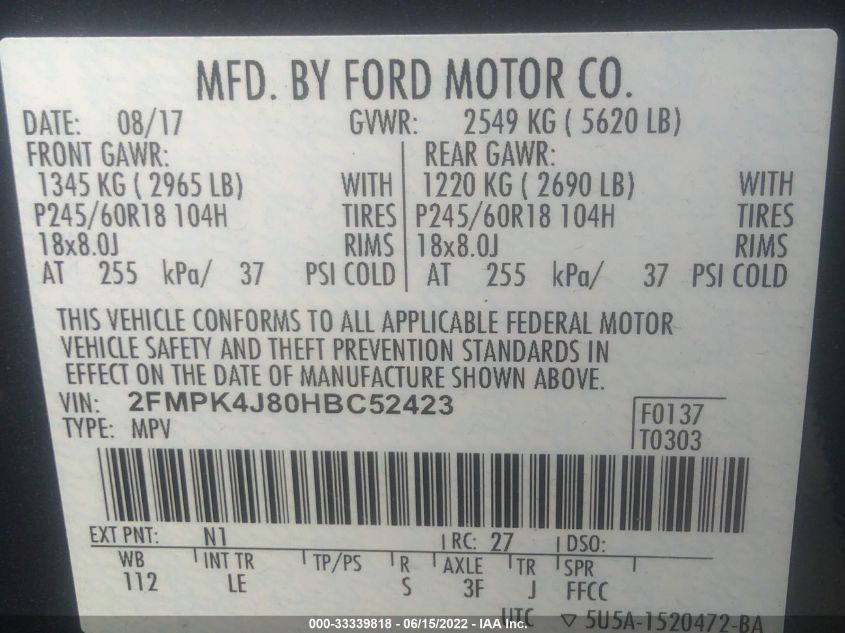 MFD. BY FORD MOTOR CO.
DATE: 08/17 GVWR: 2549 KG ( 5620 LB)
FRONT GAWR: REAR GAWR:
1345 KG ( 2965 LB) WITH 1220 KG ( 2690 LB) WITH
P245/60R18 104H TIRES P245/60R18 104H TIRES
18x8.0J RIMS 18x8.0J RIMS
AT 255 kPa/ 37 PSI COLD AT 255 kPa/ 37 PSI COLD
THIS VEHICLE CONFORMS TO ALL APPLICABLE FEDERAL MOTOR
VEHICLE SAFETY AND THEFT PREVENTION STANDARDS IN
EFFECT ON THE DATE OF MANUFACTURE SHOWN ABOVE.
VIN: 2FMPK4J80HBC52423 F0137
TYPE: MPV T0303
EXT PNT: N1 RC: 27 DSO:
WB INT TR TP/PS R AXLE TR SPR
112 LE S 3F J FFCC
UTC ▽ 5U5A-1520472-BA
000-33339818 - 06/15/2022 - IAA Inc.